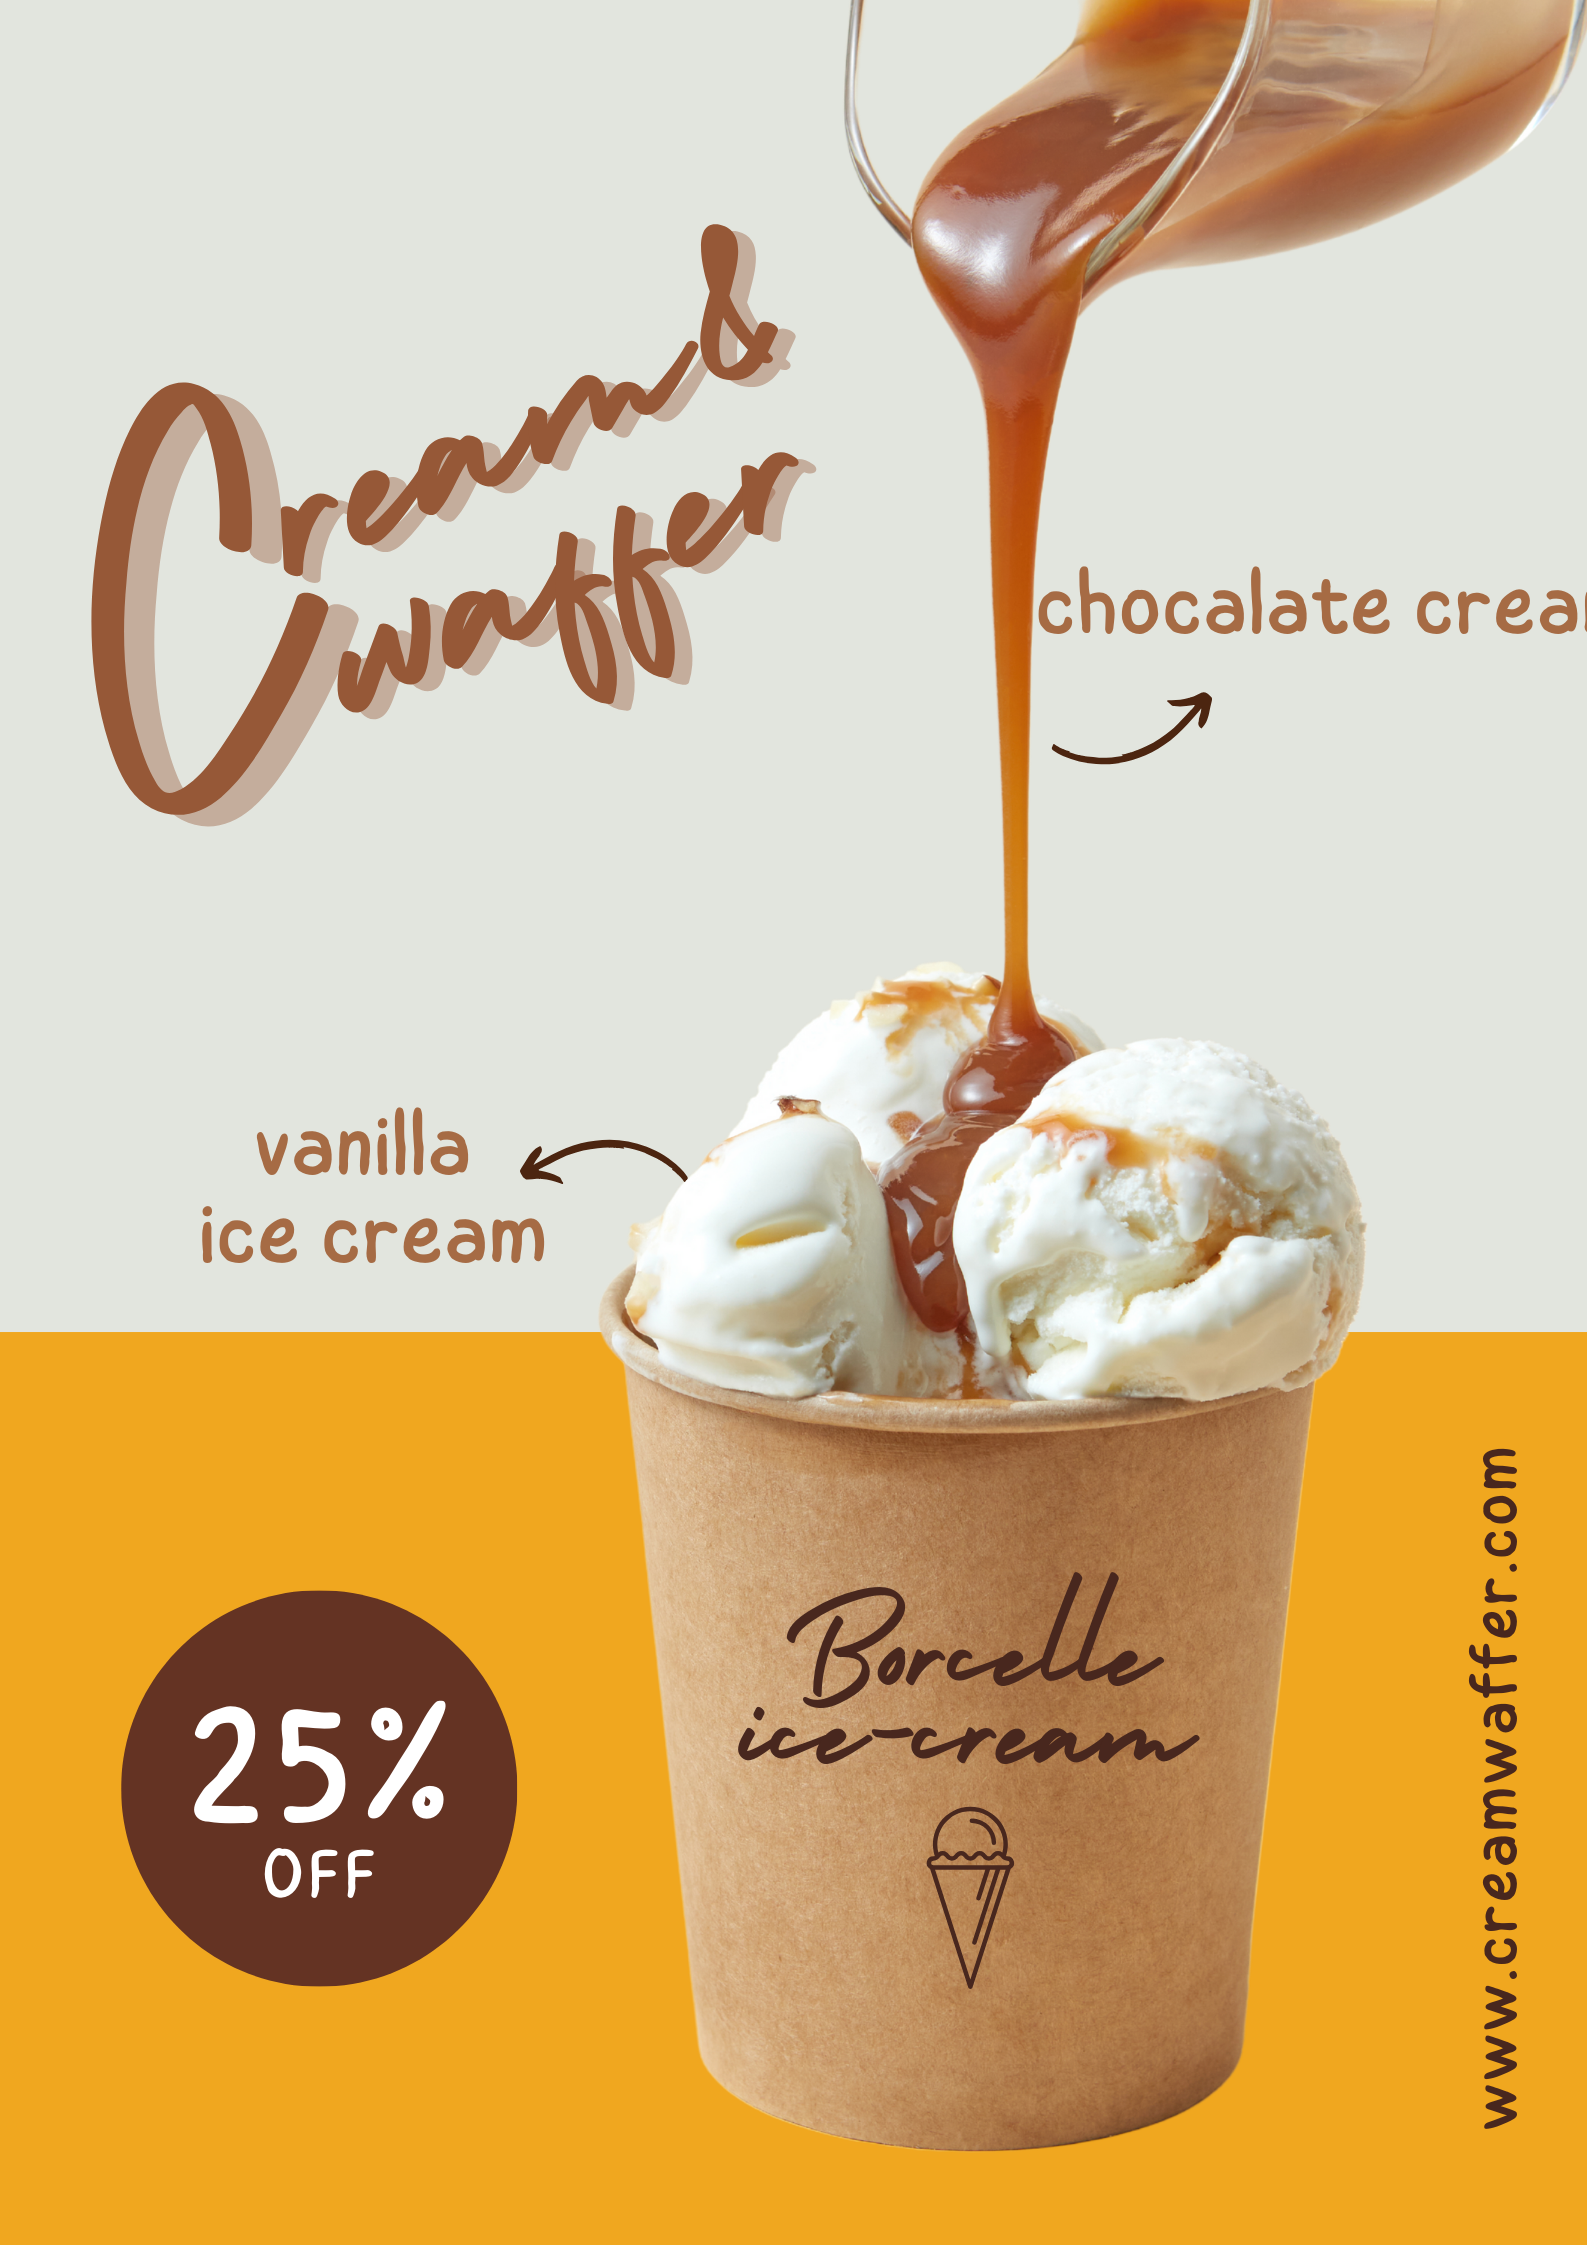 Cream &
waffer
chocalate crea
vanilla
ice cream
25%
OFF
Borcelle
ice-cream
www.creamwaffer.com